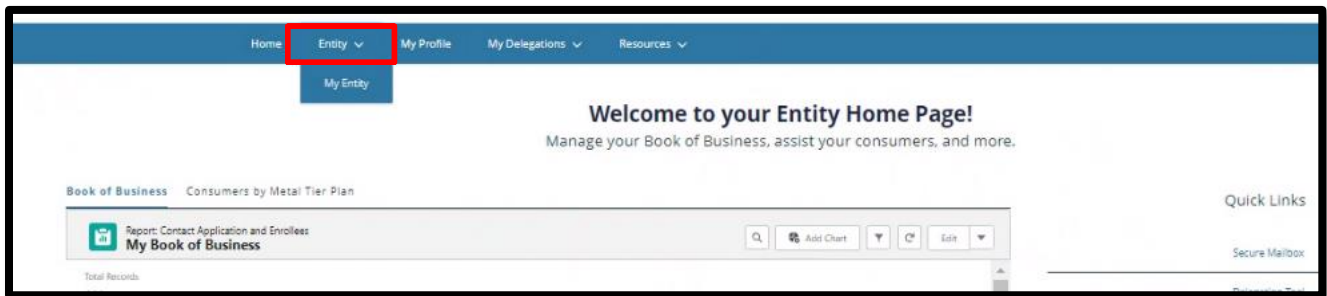 Home Entity My Profile My Delegations Resources
My Entity
Welcome to your Entity Home Page!
Manage your Book of Business, assist your consumers, and more.
Book of Business Consumers by Metal Tier Plan
Quick Links
Report: Contact Application and Enrollees
My Book of Business
Add Chart Edit
Secure Mailbox
Total Records